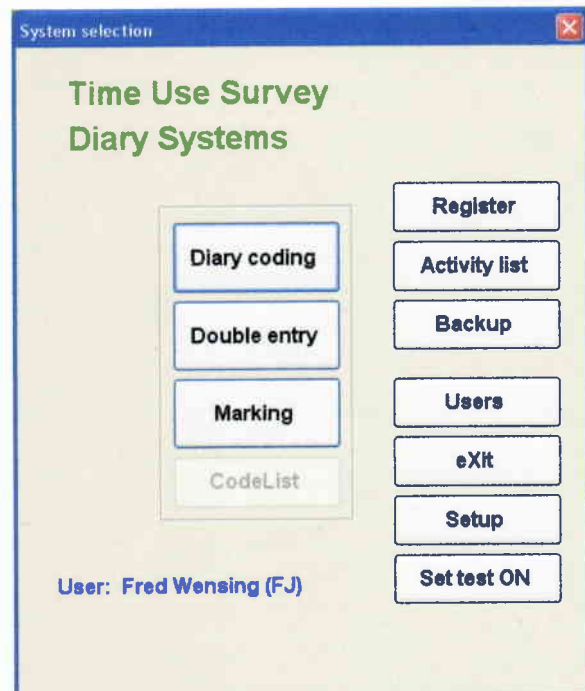 System selection
Time Use Survey
Diary Systems
Diary coding
Double entry
Marking
CodeList
Register
Activity list
Backup
Users
eXit
Setup
Set test ON
User: Fred Wensing (FJ)